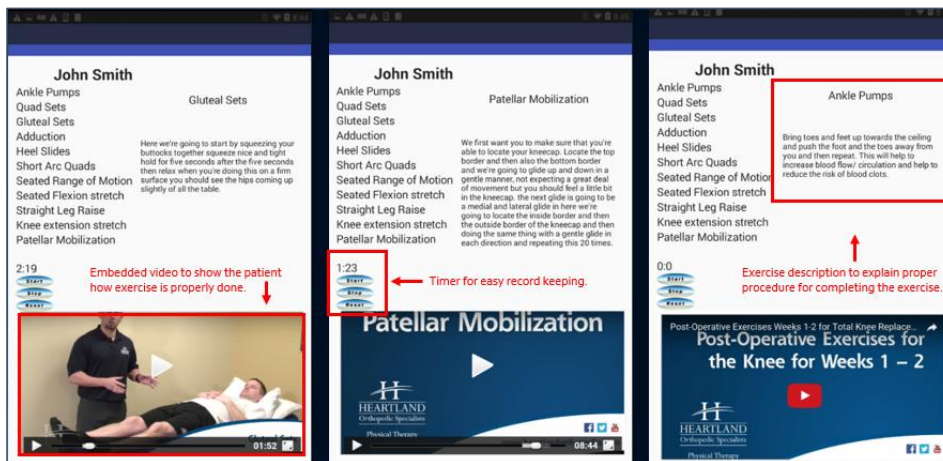 8:44
John Smith
Ankle Pumps
Quad Sets
Gluteal Sets
Adduction
Heel Slides
Short Arc Quads
Seated Range of Motion
Seated Flexion stretch
Straight Leg Raise
Knee extension stretch
Patellar Mobilization
Gluteal Sets
Here we're going to start by squeezing your
buttocks together squeeze nice and tight
hold for five seconds after the five seconds
then relax when you're doing this on a firm
surface you should see the hips coming up
slightly of all the table.
2:19
Start
Stop
Reset
Embedded video to show the patient
how exercise is properly done.
Gluteal Sets
01:52
John Smith
Ankle Pumps
Quad Sets
Gluteal Sets
Adduction
Heel Slides
Short Arc Quads
Seated Range of Motion
Seated Flexion stretch
Straight Leg Raise
Knee extension stretch
Patellar Mobilization
Patellar Mobilization
We first want you to make sure that you're
able to locate your kneecap. Locate the top
border and then also the bottom border
and we're going to glide up and down in a
gentle manner, not expecting a great deal
of movement but you should feel a little bit
in the kneecap. the next glide is going to be
a medial and lateral glide in here we're
going to locate the inside border and then
the outside border of the kneecap and then
doing the same thing with a gentle glide in
each direction and repeating this 20 times.
1:23
Start
Stop
Reset
Timer for easy record keeping.
Patellar Mobilization
H
HEARTLAND
Orthopedic Specialists
Physical Therapy
08:44
John Smith
Ankle Pumps
Quad Sets
Gluteal Sets
Adduction
Heel Slides
Short Arc Quads
Seated Range of Motion
Seated Flexion stretch
Straight Leg Raise
Knee extension stretch
Patellar Mobilization
Ankle Pumps
Bring toes and feet up towards the ceiling
and push the foot and the toes away from
you and then repeat. This will help to
increase blood flow/ circulation and help to
reduce the risk of blood clots.
0:0
Start
Stop
Reset
Exercise description to explain proper
procedure for completing the exercise.
Post-Operative Exercises Weeks 1-2 for Total Knee Replace...
Post-Operative Exercises for
the Knee for Weeks 1 – 2
H
HEARTLAND
Orthopedic Specialists
Physical Therapy